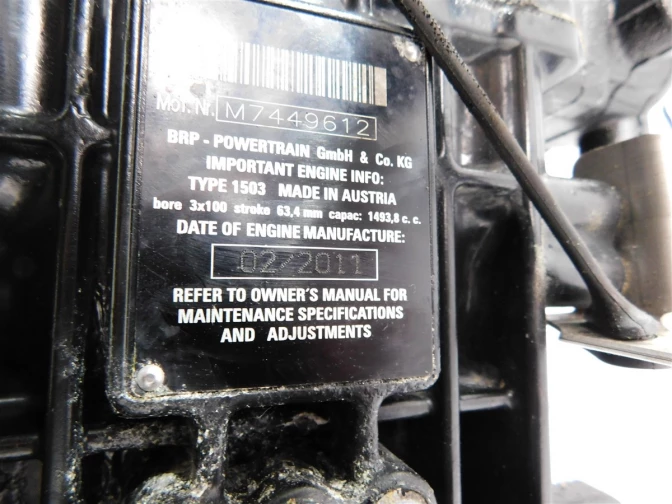 MOT. N. M7449612
BRP - POWERTRAIN GmbH & Co. KG
IMPORTANT ENGINE INFO:
TYPE 1503 MADE IN AUSTRIA
bore 3x100 stroke 63,4 mm capac: 1493,8 c. c.
DATE OF ENGINE MANUFACTURE:
02/2011
REFER TO OWNER'S MANUAL FOR
MAINTENANCE SPECIFICATIONS
AND ADJUSTMENTS